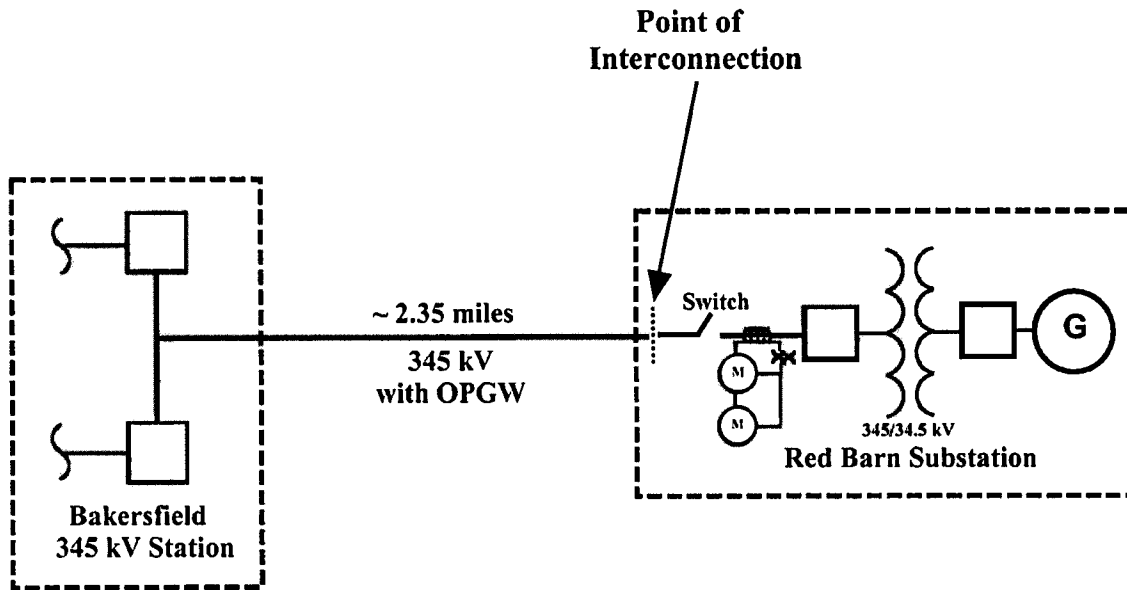 Point of
Interconnection
Switch
~ 2.35 miles
345 kV
with OPGW
G
M
M
345/34.5 kV
Red Barn Substation
Bakersfield
345 kV Station